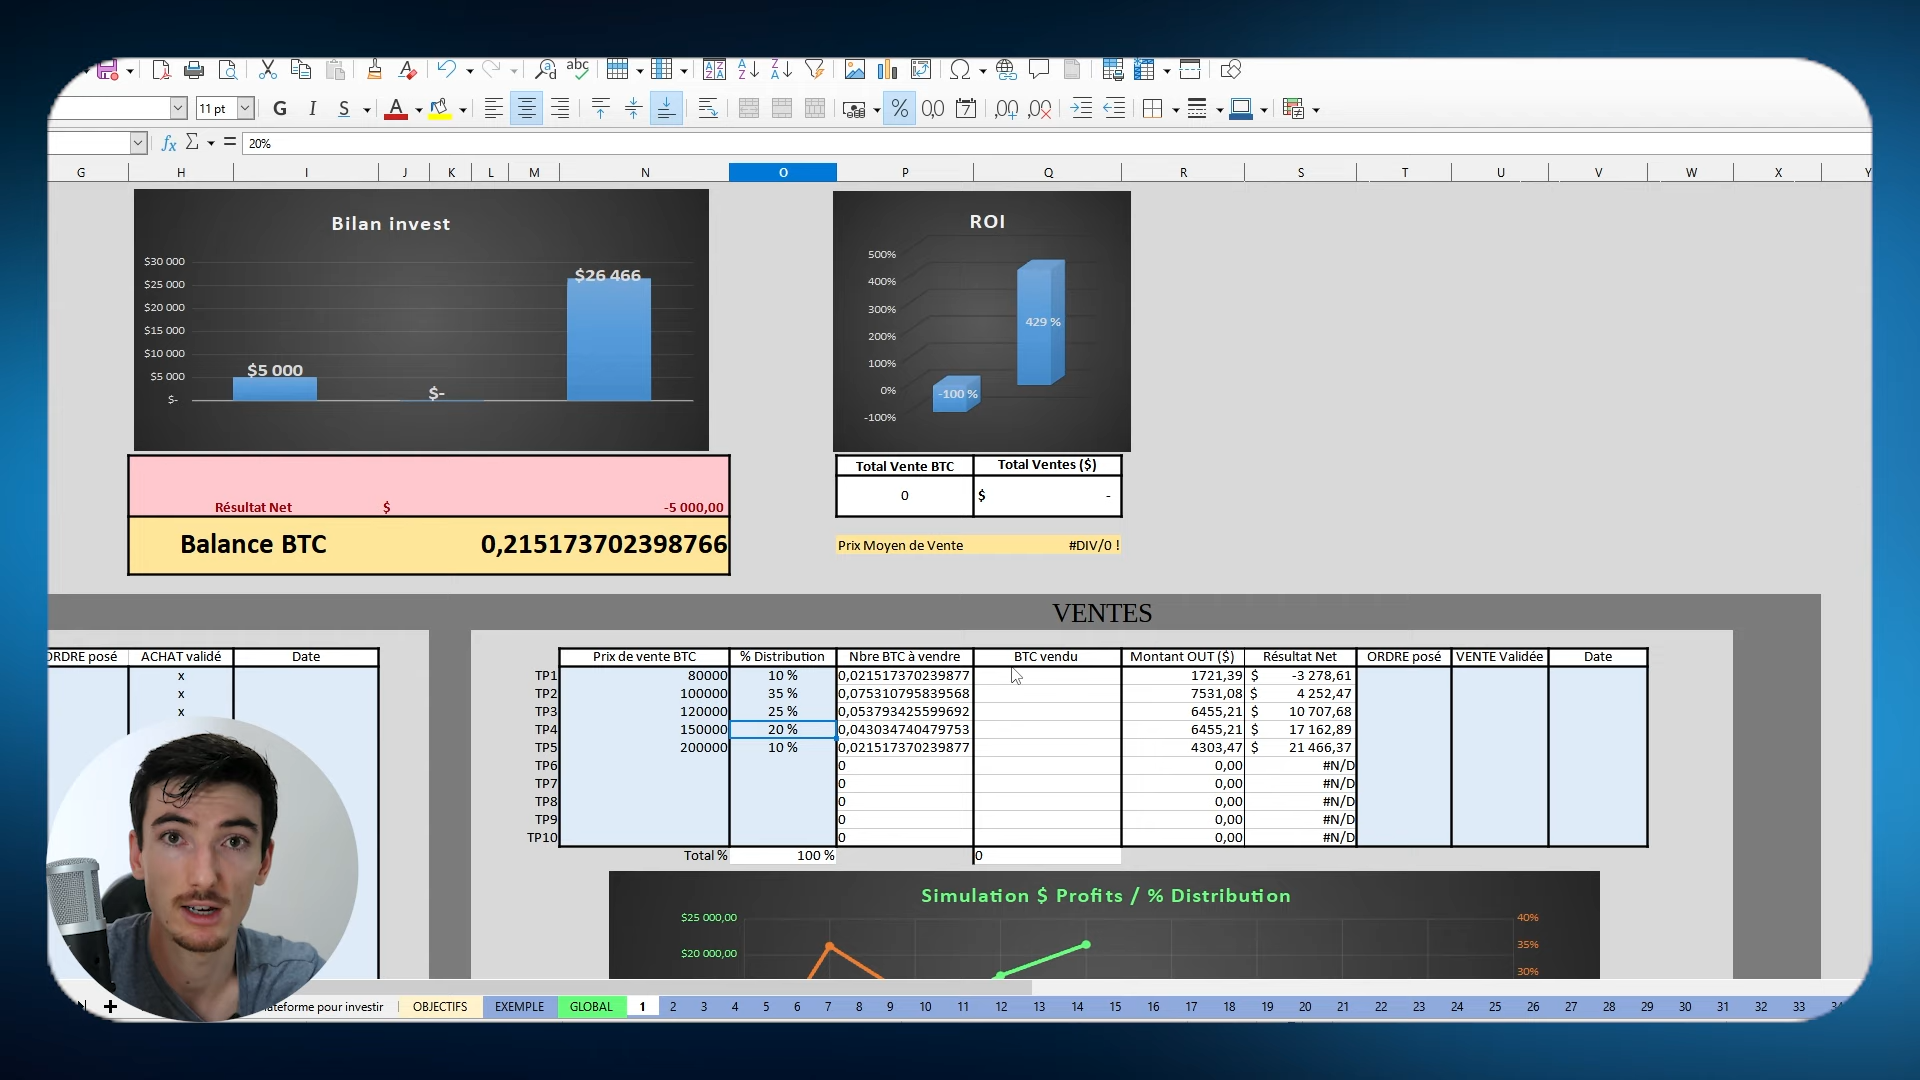 11 pt
G I S
20%
G H I J K L M N O P Q R S T U V W X Y
Bilan invest
$30 000
$25 000
$20 000
$15 000
$10 000
$5 000
$-
$5 000
$-
$26 466
ROI
500%
400%
300%
200%
100%
0%
-100%
-100 %
429 %
Résultat Net $ -5 000,00
Balance BTC 0,215173702398766
Total Vente BTC Total Ventes ($)
0 $ -
Prix Moyen de Vente #DIV/0 !
VENTES
ORDRE posé ACHAT validé Date
x
x
x
Prix de vente BTC % Distribution Nbre BTC à vendre BTC vendu Montant OUT ($) Résultat Net ORDRE posé VENTE Validée Date
TP1 80000 10 % 0,021517370239877 1721,39 $ -3 278,61
TP2 100000 35 % 0,075310795839568 7531,08 $ 4 252,47
TP3 120000 25 % 0,053793425599692 6455,21 $ 10 707,68
TP4 150000 20 % 0,043034740479753 6455,21 $ 17 162,89
TP5 200000 10 % 0,021517370239877 4303,47 $ 21 466,37
TP6 0 0,00 #N/D
TP7 0 0,00 #N/D
TP8 0 0,00 #N/D
TP9 0 0,00 #N/D
TP10 0 0,00 #N/D
Total % 100 % 0
Simulation $ Profits / % Distribution
$25 000,00
$20 000,00
40%
35%
30%
ateforme pour investir OBJECTIFS EXEMPLE GLOBAL 1 2 3 4 5 6 7 8 9 10 11 12 13 14 15 16 17 18 19 20 21 22 23 24 25 26 27 28 29 30 31 32 33